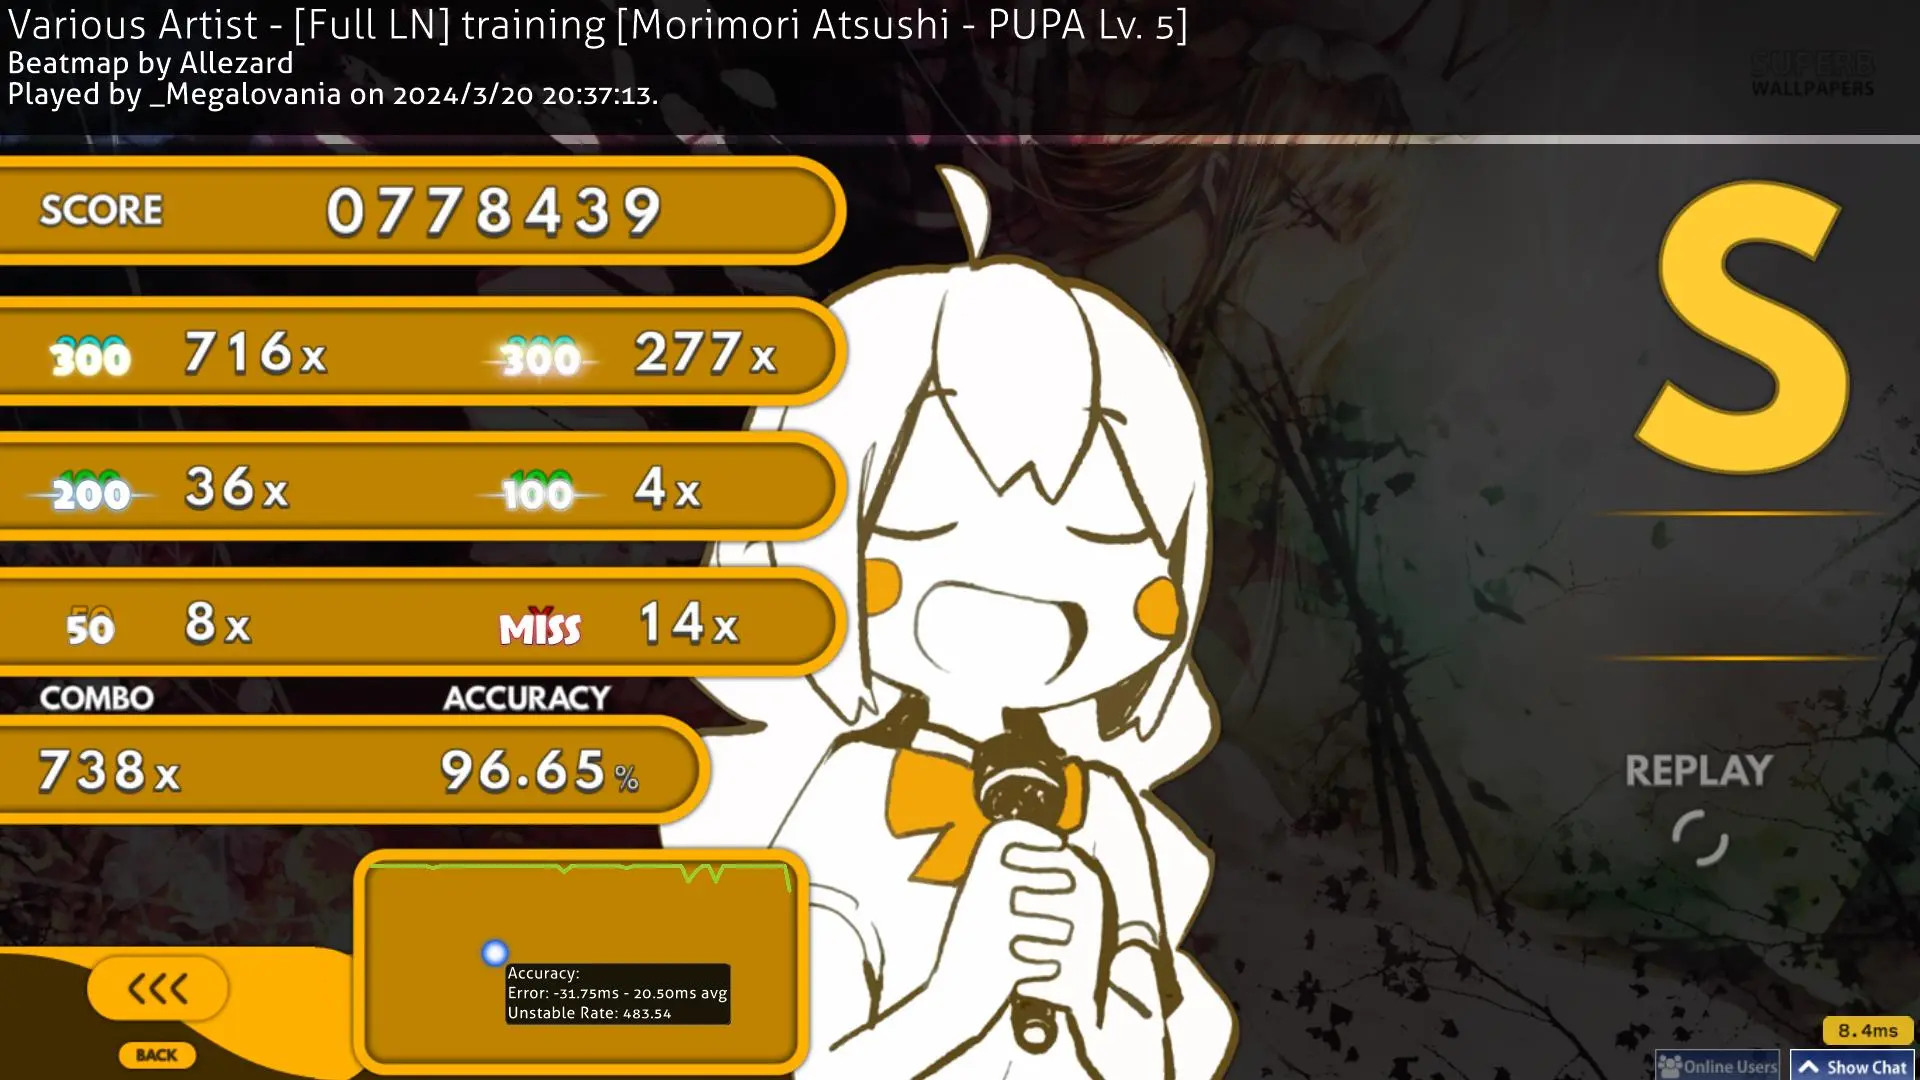 Various Artist - [Full LN] training [Morimori Atsushi - PUPA Lv. 5]
Beatmap by Allezard
Played by _Megalovania on 2024/3/20 20:37:13.
SUPERB
WALLPAPERS
SCORE 0778439
300 716x 300 277x
200 36x 100 4x
50 8x MISS 14x
COMBO ACCURACY
738x 96.65%
S
REPLAY
Accuracy:
Error: -31.75ms - 20.50ms avg
Unstable Rate: 483.54
BACK
8.4ms
Online Users
Show Chat